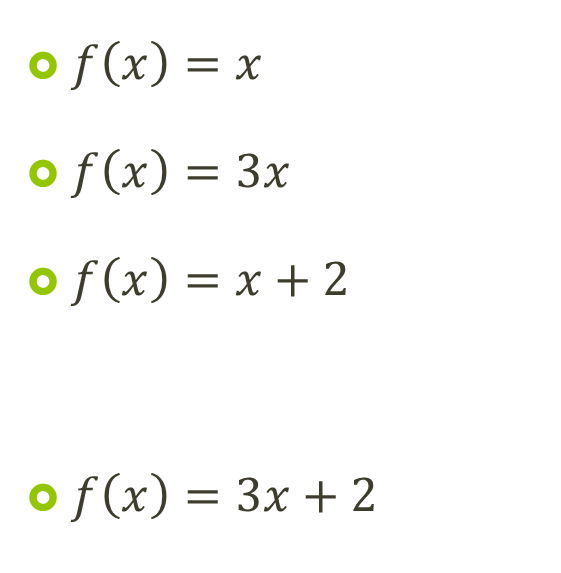 f(x) = x
f(x) = 3x
f(x) = x + 2
f(x) = 3x + 2